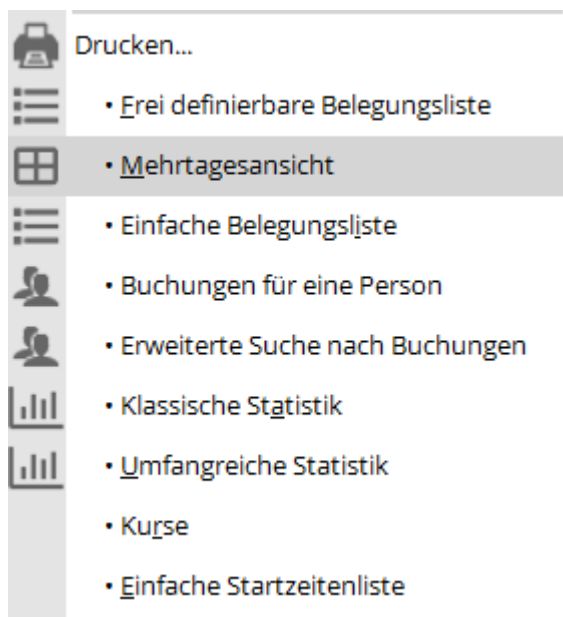 Drucken...
• Frei definierbare Belegungsliste
• Mehrtagesansicht
• Einfache Belegungsliste
• Buchungen für eine Person
• Erweiterte Suche nach Buchungen
• Klassische Statistik
• Umfangreiche Statistik
• Kurse
• Einfache Startzeitenliste